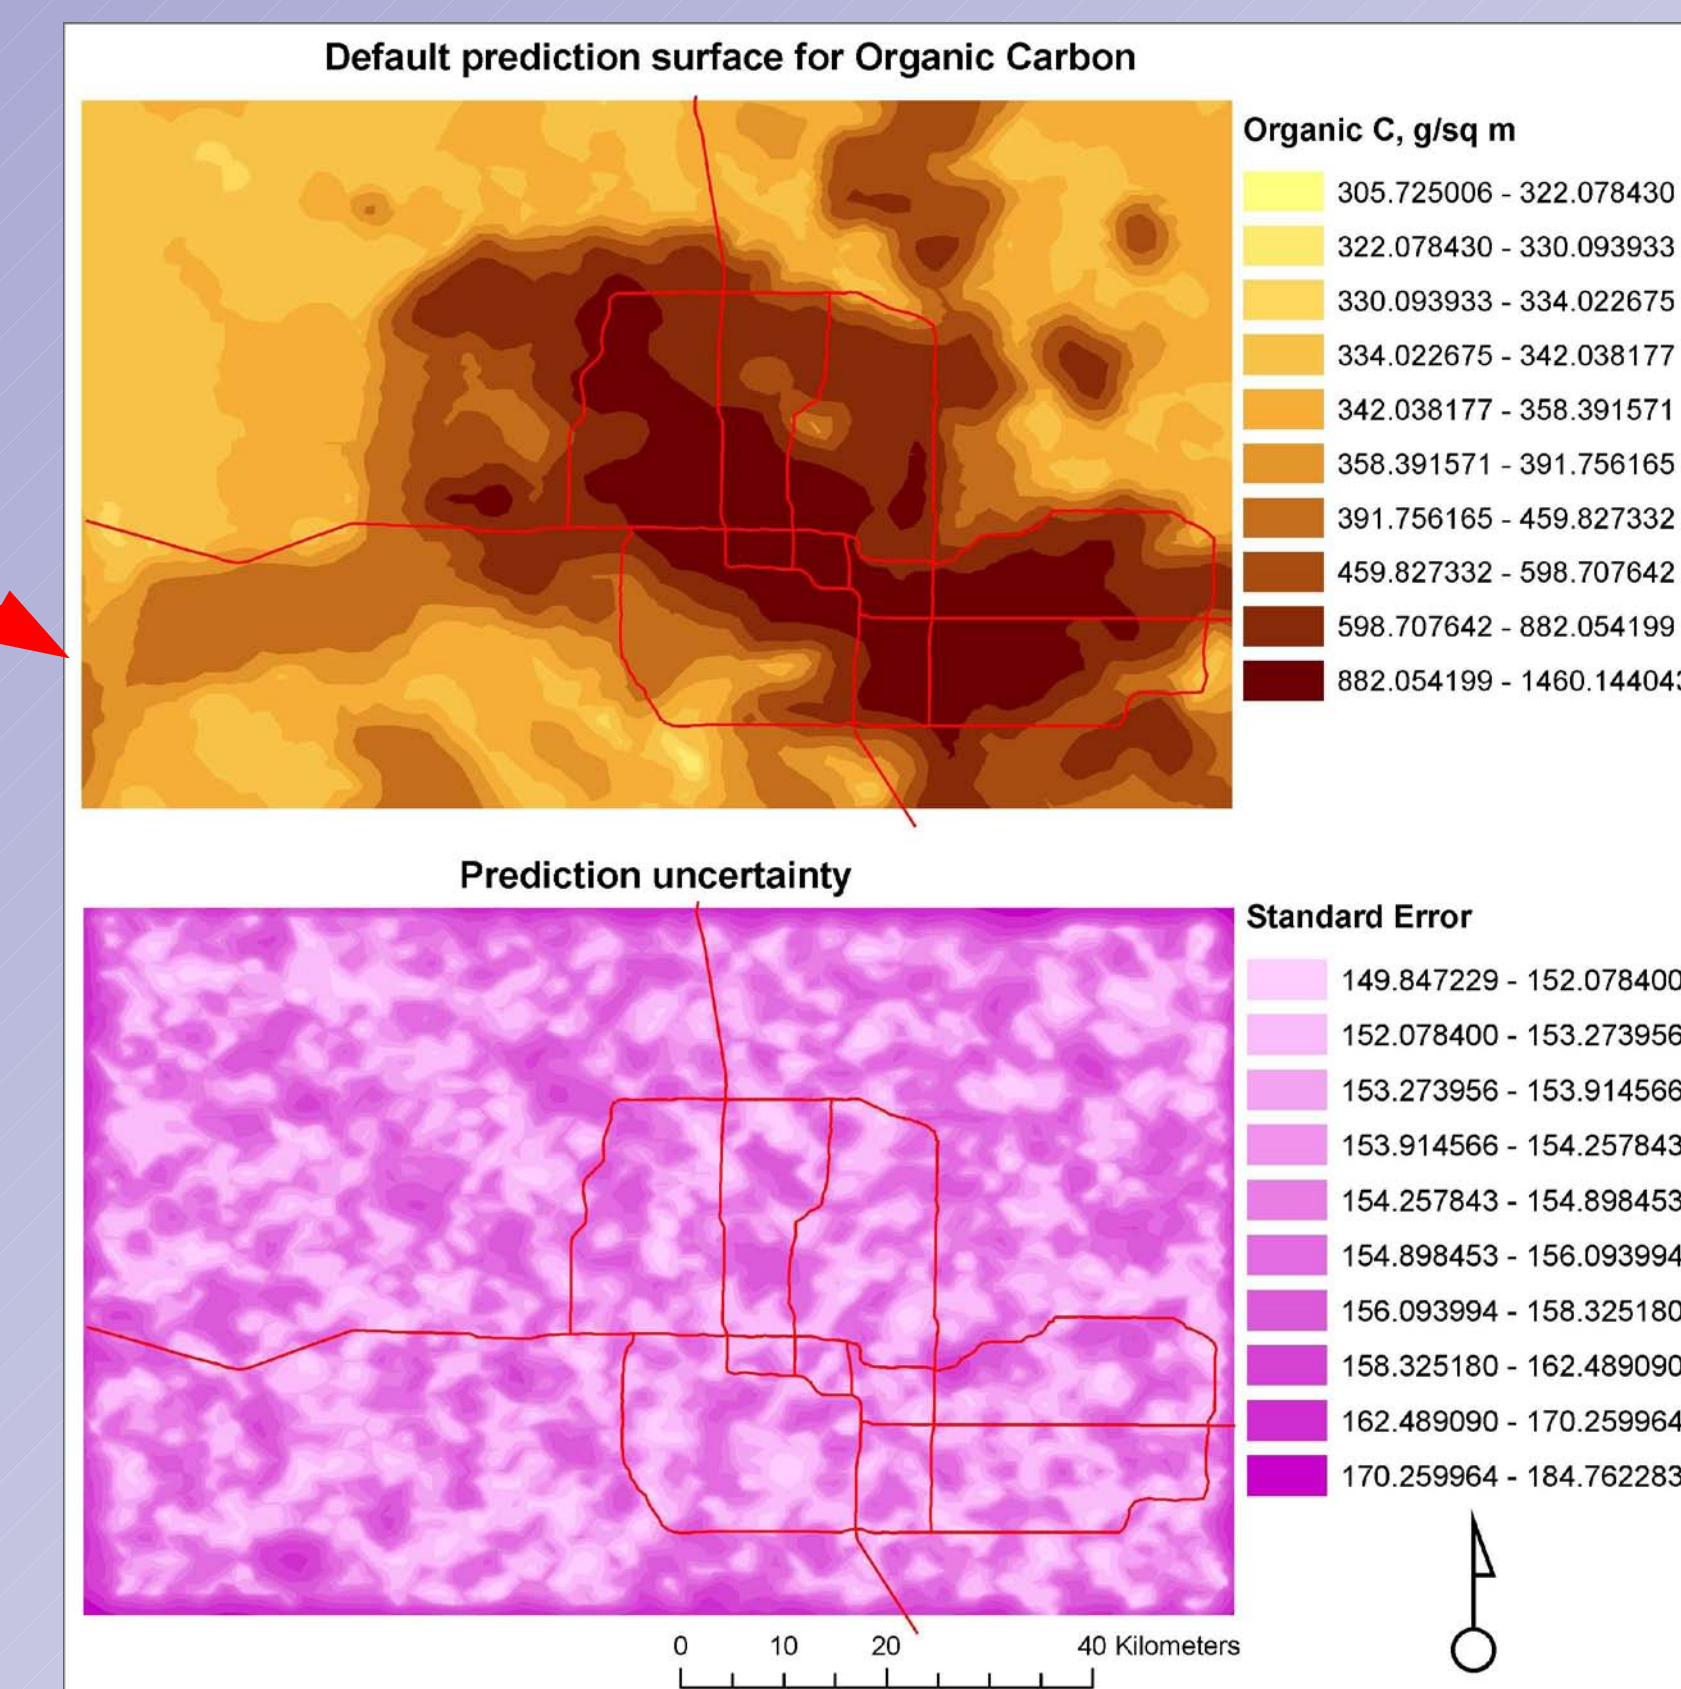 Default prediction surface for Organic Carbon
Organic C, g/sq m
305.725006 - 322.078430
322.078430 - 330.093933
330.093933 - 334.022675
334.022675 - 342.038177
342.038177 - 358.391571
358.391571 - 391.756165
391.756165 - 459.827332
459.827332 - 598.707642
598.707642 - 882.054199
882.054199 - 1460.144043
Prediction uncertainty
Standard Error
149.847229 - 152.078400
152.078400 - 153.273956
153.273956 - 153.914566
153.914566 - 154.257843
154.257843 - 154.898453
154.898453 - 156.093994
156.093994 - 158.325180
158.325180 - 162.489090
162.489090 - 170.259964
170.259964 - 184.762283
0 10 20 40 Kilometers